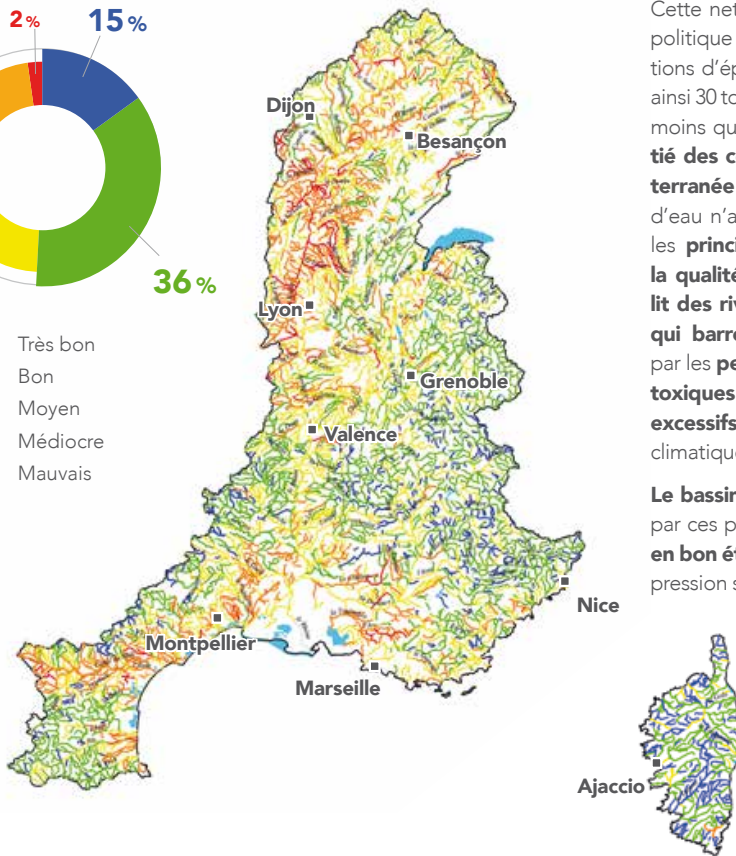 2 %
15 %
36 %
Très bon
Bon
Moyen
Médiocre
Mauvais
Dijon
Besançon
Lyon
Grenoble
Valence
Nice
Montpellier
Marseille
Ajaccio
Cette net
politique
tions d'ép
ainsi 30 to
moins qu
tié des c
terranée
d'eau n'a
les princi
la qualité
lit des riv
qui barre
par les pe
toxiques
excessifs
climatique
Le bassin
par ces p
en bon ét
pression s